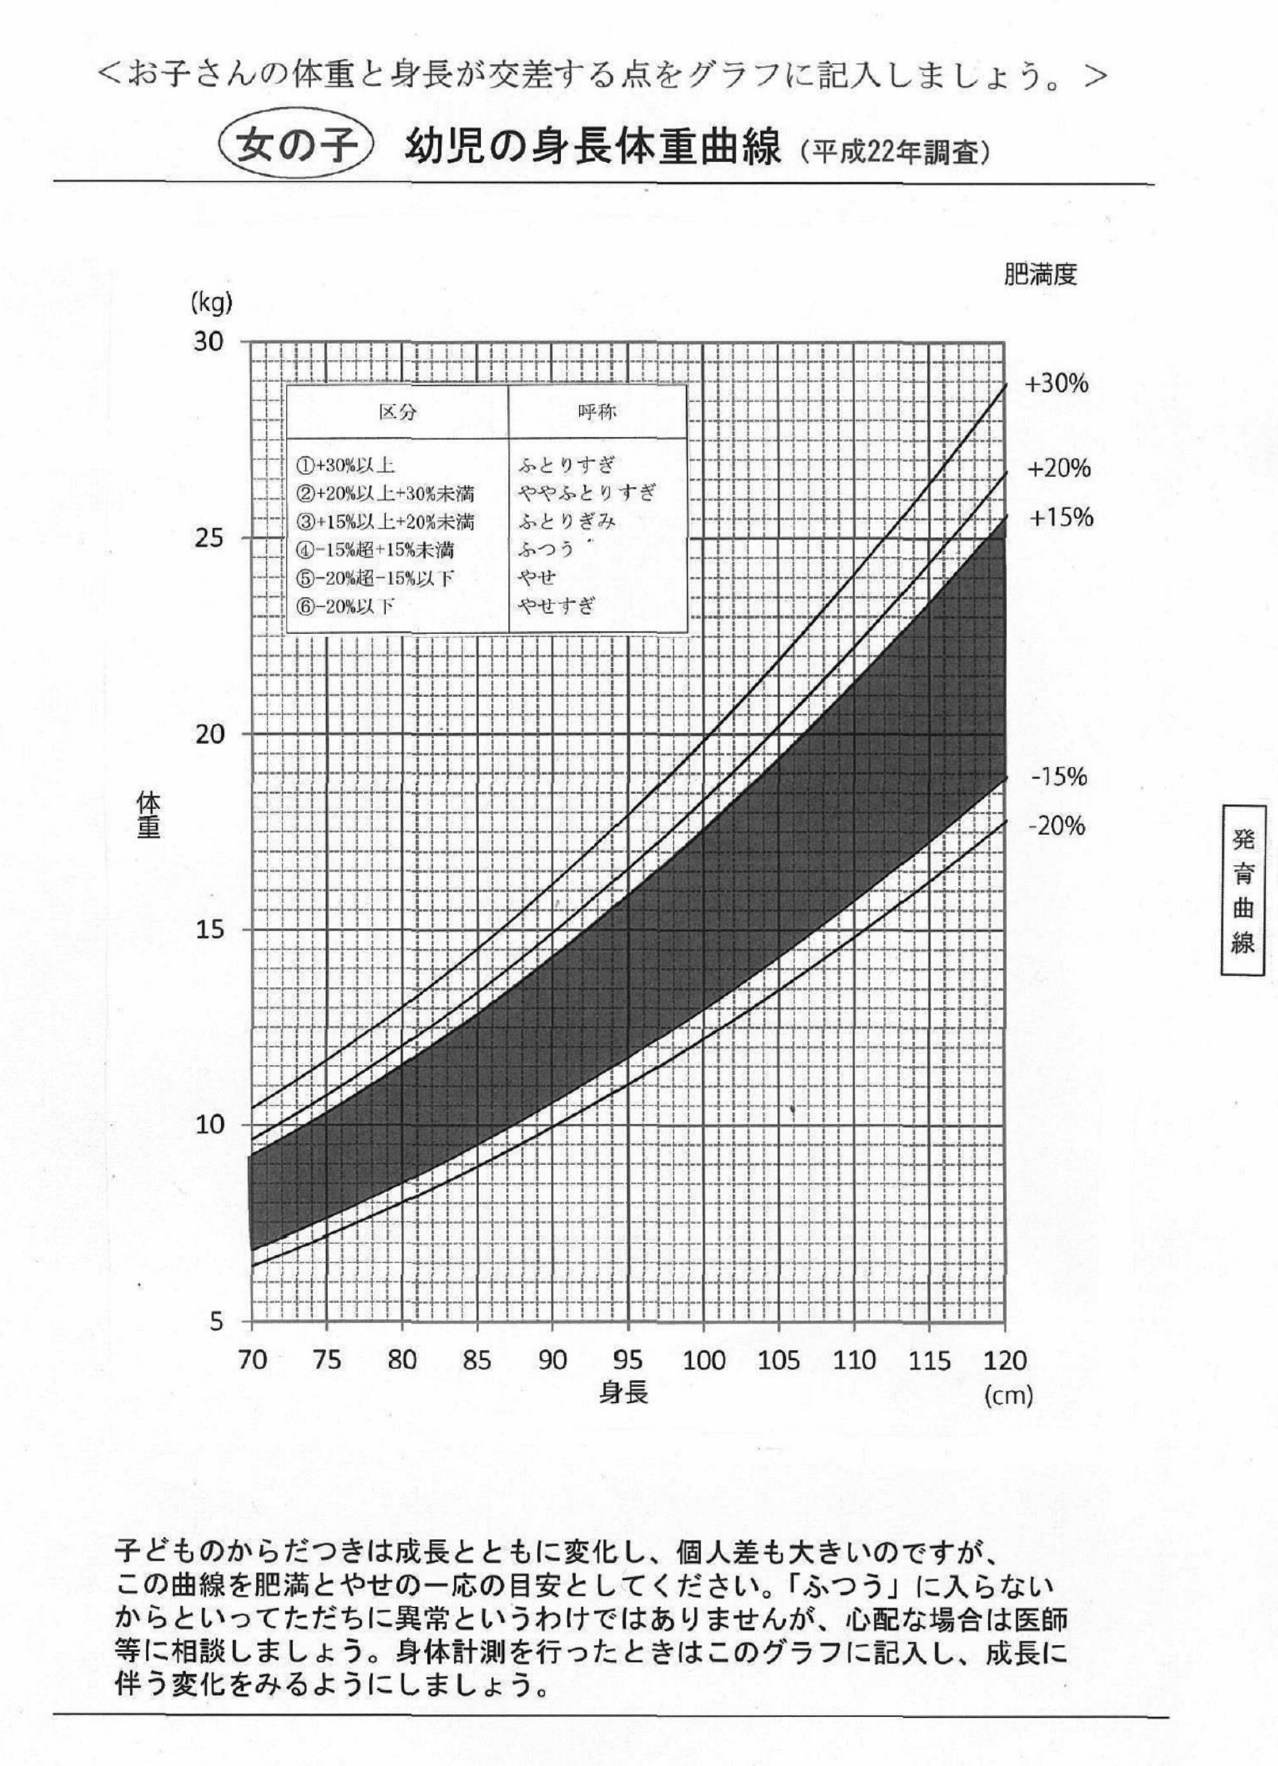 ＜お子さんの体重と身長が交差する点をグラフに記入しましょう。＞
女の子 幼児の身長体重曲線（平成22年調査）
肥満度
(kg)
30
+30%
区分 呼称
①+30%以上 ふとりすぎ
②+20%以上+30%未満 ややふとりすぎ
+20%
③+15%以上+20%未満 ふとりぎみ
+15%
25
④-15%超+15%未満 ふつう
⑤-20%超-15%以下 やせ
⑥-20%以下 やせすぎ
20
-15%
体重
-20%
発育曲線
15
10
5
70 75 80 85 90 95 100 105 110 115 120
身長 (cm)
子どものからだつきは成長とともに変化し、個人差も大きいのですが、
この曲線を肥満とやせの一応の目安としてください。「ふつう」に入らない
からといってただちに異常というわけではありませんが、心配な場合は医師
等に相談しましょう。身体計測を行ったときはこのグラフに記入し、成長に
伴う変化をみるようにしましょう。